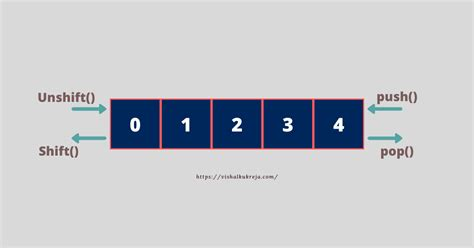 Unshift()
push()
0 1 2 3 4
Shift()
pop()
https://vishalkukreja.com/